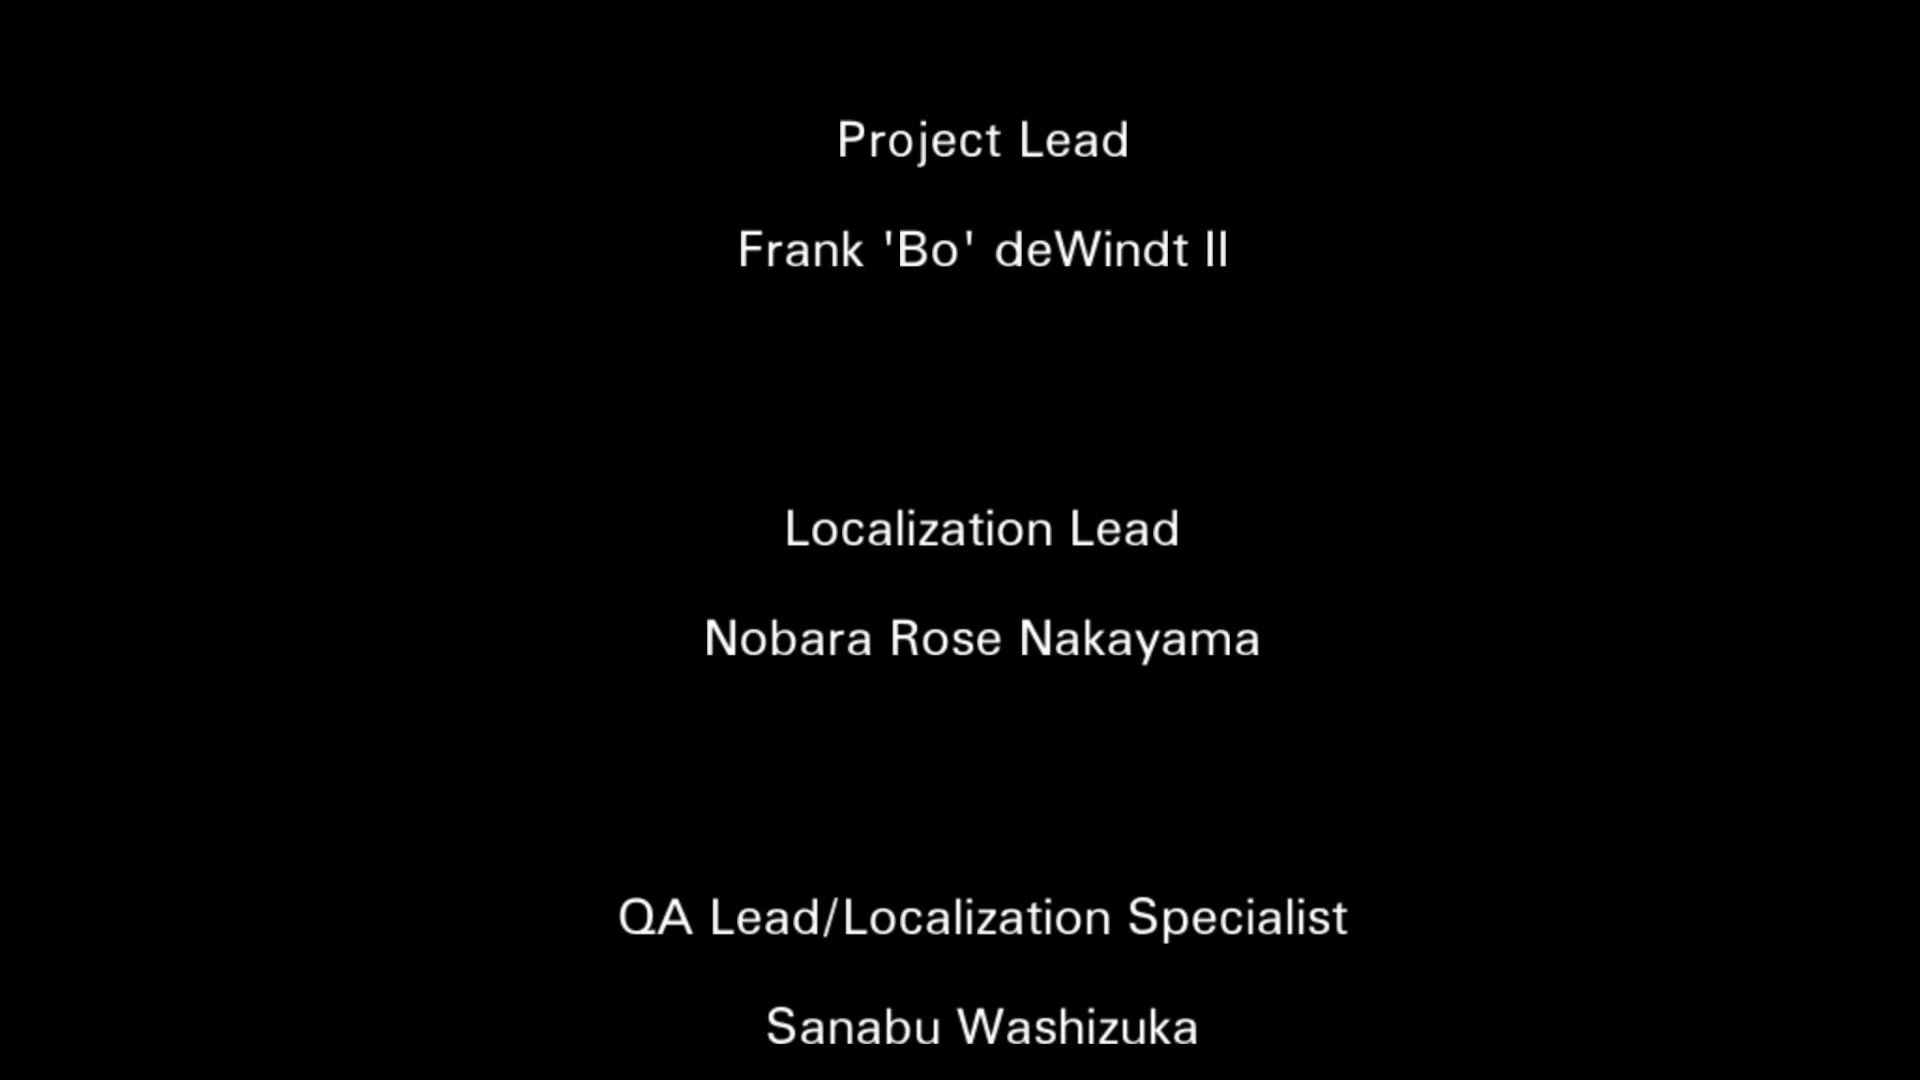 Project Lead
Frank 'Bo' deWindt II
Localization Lead
Nobara Rose Nakayama
QA Lead/Localization Specialist
Sanabu Washizuka